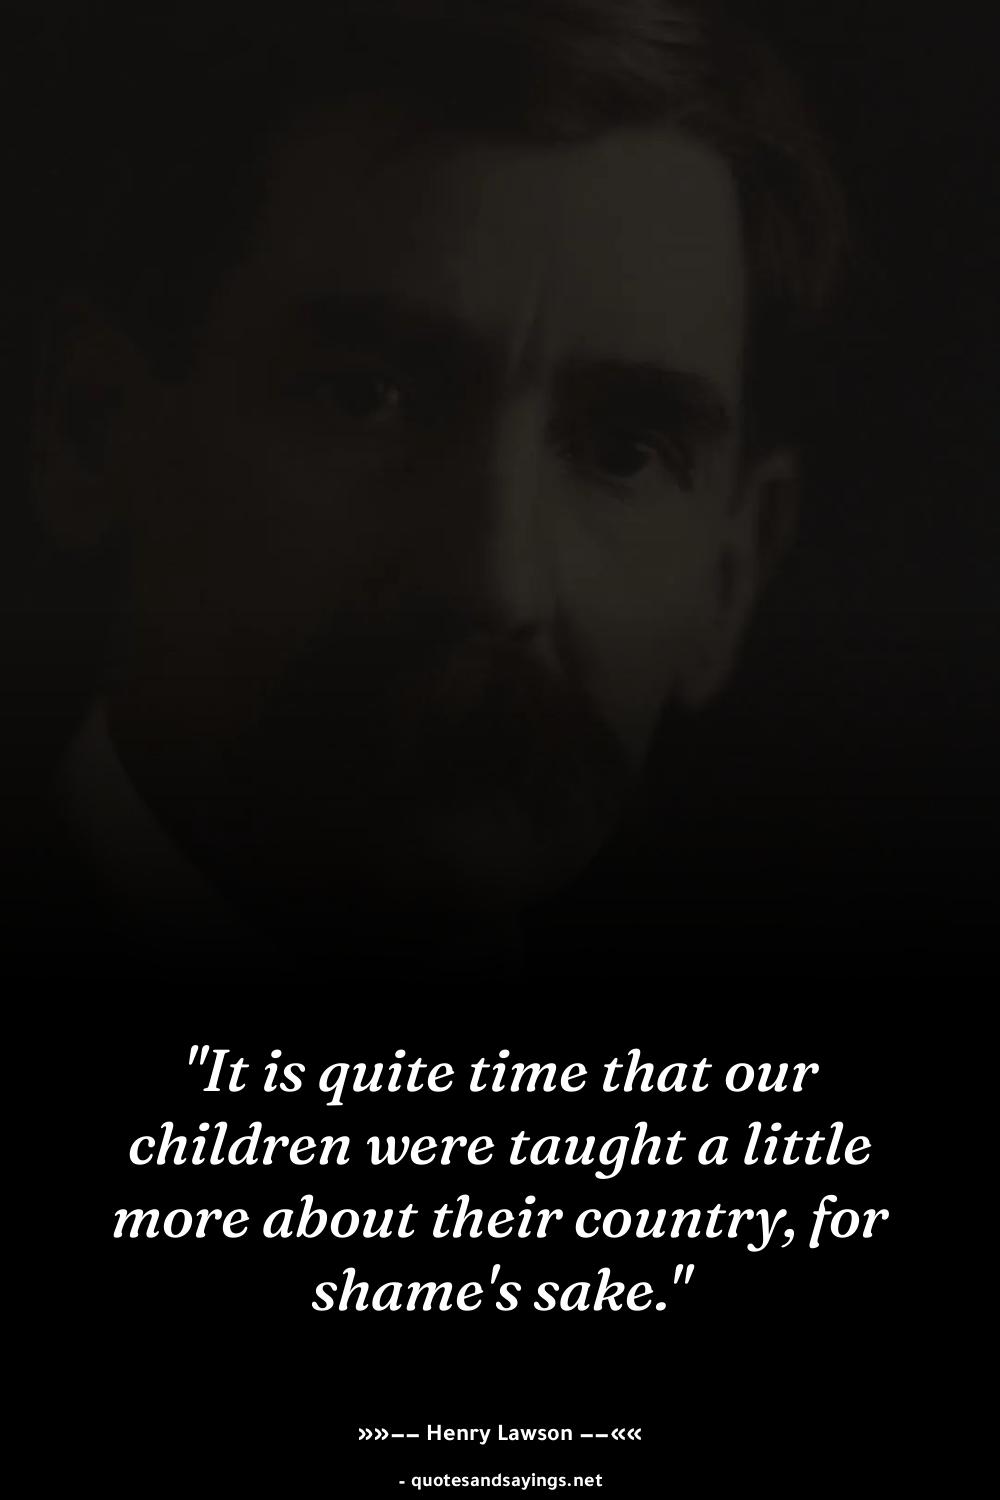 "It is quite time that our
children were taught a little
more about their country, for
shame's sake."
»»–– Henry Lawson ––««
- quotesandsayings.net